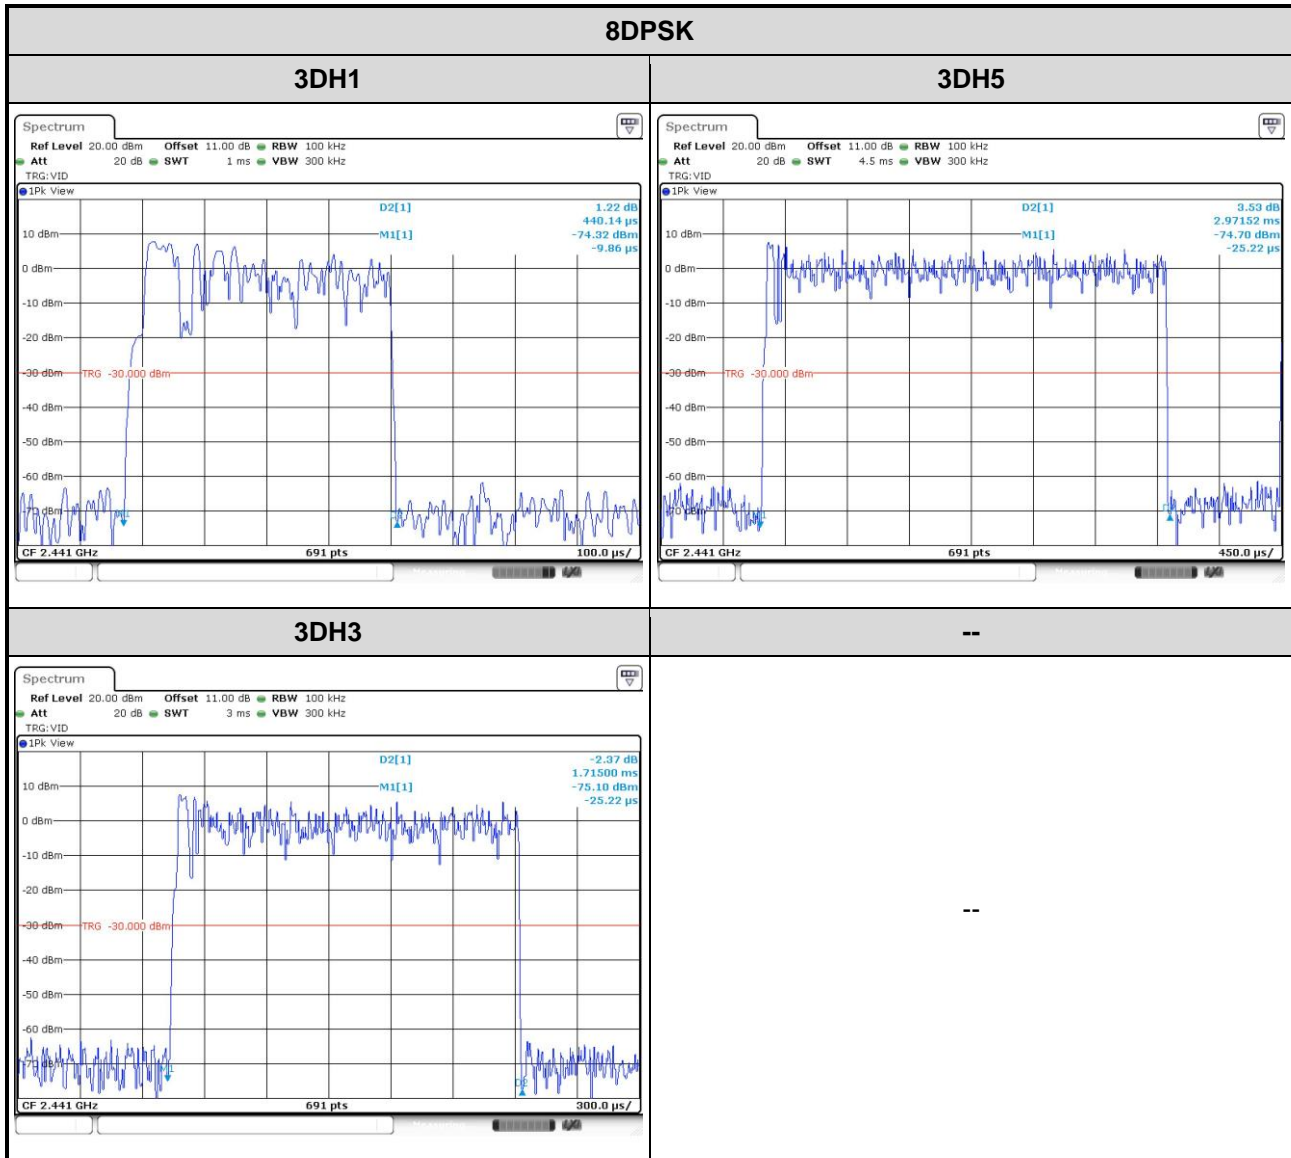 8DPSK
3DH1
3DH5
Spectrum
Ref Level 20.00 dBm Offset 11.00 dB RBW 100 kHz
Att 20 dB SWT 1 ms VBW 300 kHz
TRG:VID
1Pk View
D2[1] 1.22 dB
440.14 µs
10 dBm
M1[1] -74.32 dBm
-9.86 µs
0 dBm
-10 dBm
-20 dBm
-30 dBm
TRG -30.000 dBm
-40 dBm
-50 dBm
-60 dBm
-70 dBm
M1
CF 2.441 GHz 691 pts 100.0 µs/
Spectrum
Ref Level 20.00 dBm Offset 11.00 dB RBW 100 kHz
Att 20 dB SWT 4.5 ms VBW 300 kHz
TRG:VID
1Pk View
D2[1] 3.53 dB
2.97152 ms
10 dBm
M1[1] -74.70 dBm
-25.22 µs
0 dBm
-10 dBm
-20 dBm
-30 dBm
TRG -30.000 dBm
-40 dBm
-50 dBm
-60 dBm
-70 dBm
CF 2.441 GHz 691 pts 450.0 µs/
3DH3
--
Spectrum
Ref Level 20.00 dBm Offset 11.00 dB RBW 100 kHz
Att 20 dB SWT 3 ms VBW 300 kHz
TRG:VID
1Pk View
D2[1] -2.37 dB
1.71500 ms
10 dBm
M1[1] -75.10 dBm
-25.22 µs
0 dBm
-10 dBm
-20 dBm
-30 dBm
TRG -30.000 dBm
-40 dBm
-50 dBm
-60 dBm
-70 dBm
M1
D2
CF 2.441 GHz 691 pts 300.0 µs/
--